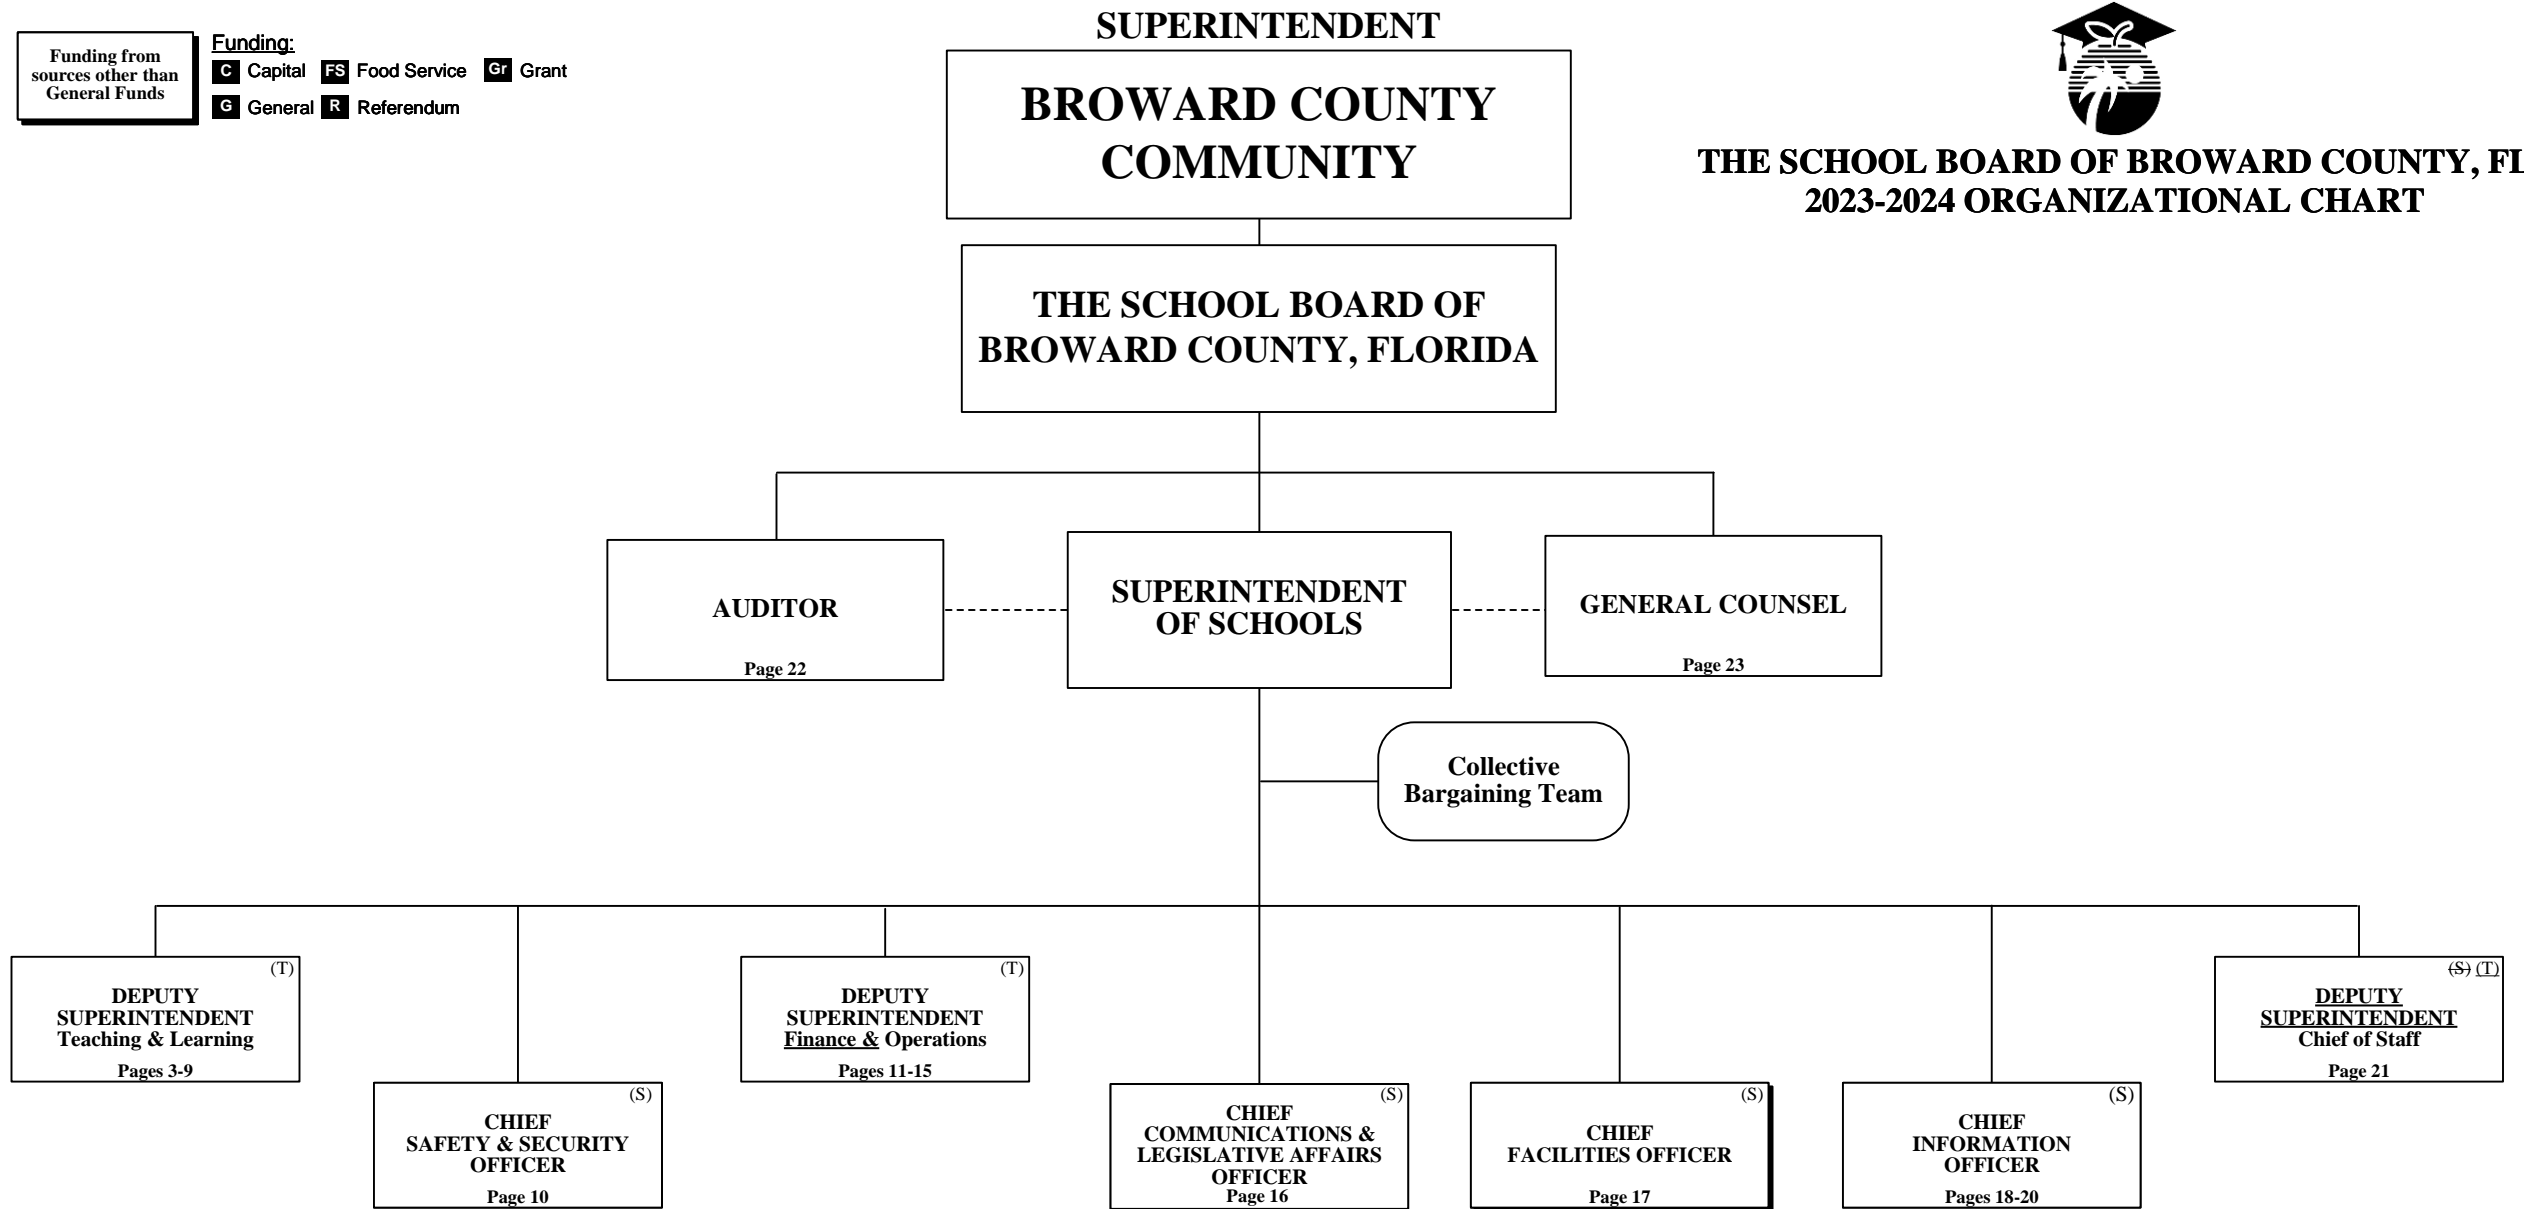 SUPERINTENDENT
Funding from
sources other than
General Funds
Funding:
C Capital FS Food Service Gr Grant
G General R Referendum
BROWARD COUNTY
COMMUNITY
THE SCHOOL BOARD OF BROWARD COUNTY, FL
2023-2024 ORGANIZATIONAL CHART
THE SCHOOL BOARD OF
BROWARD COUNTY, FLORIDA
AUDITOR
Page 22
SUPERINTENDENT
OF SCHOOLS
GENERAL COUNSEL
Page 23
Collective
Bargaining Team
(T)
DEPUTY
SUPERINTENDENT
Teaching & Learning
Pages 3-9
(S)
CHIEF
SAFETY & SECURITY
OFFICER
Page 10
(T)
DEPUTY
SUPERINTENDENT
Finance & Operations
Pages 11-15
(S)
CHIEF
COMMUNICATIONS &
LEGISLATIVE AFFAIRS
OFFICER
Page 16
(S)
CHIEF
FACILITIES OFFICER
Page 17
(S)
CHIEF
INFORMATION
OFFICER
Pages 18-20
(S) (T)
DEPUTY
SUPERINTENDENT
Chief of Staff
Page 21